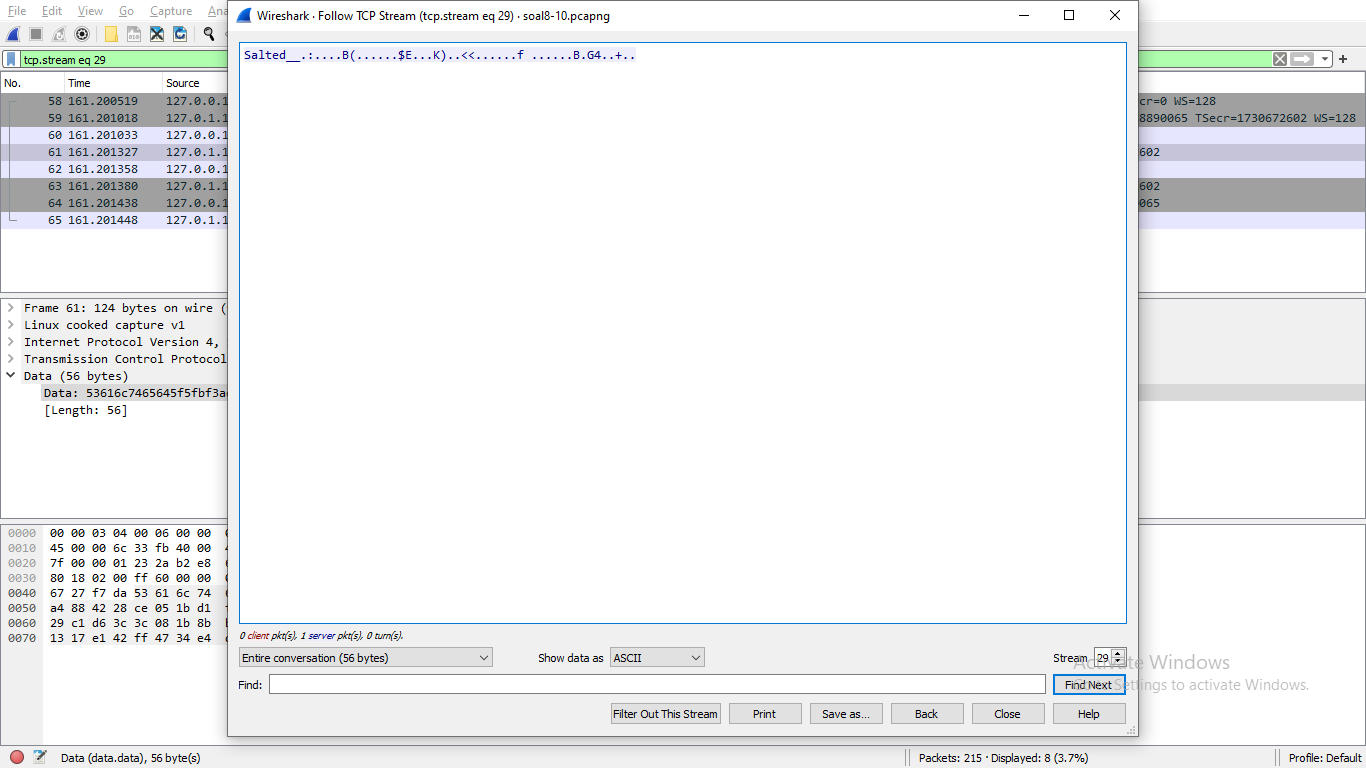 File Edit View Go Capture
Wireshark · Follow TCP Stream (tcp.stream eq 29) · soal8-10.pcapng
tcp.stream eq 29
Salted__.:....B(......$E...K)..<<......f ......B.G4..+..
No. Time Source
58 161.200519 127.0.0.1 cr=0 WS=128
59 161.201018 127.0.1.1 8890065 TSecr=1730672602 WS=128
60 161.201033 127.0.0.1
61 161.201327 127.0.1.1 602
62 161.201358 127.0.0.1
63 161.201380 127.0.1.1 602
64 161.201438 127.0.0.1 065
65 161.201448 127.0.1.1
Frame 61: 124 bytes on wire (
Linux cooked capture v1
Internet Protocol Version 4,
Transmission Control Protocol
Data (56 bytes)
Data: 53616c7465645f5fbf3a
[Length: 56]
0000 00 00 03 04 00 06 00 00
0010 45 00 00 6c 33 fb 40 00
0020 7f 00 00 01 23 2a b2 e8
0030 80 18 02 00 ff 60 00 00
0040 67 27 f7 da 53 61 6c 74
0050 a4 88 42 28 ce 05 1b d1
0060 29 c1 d6 3c 3c 08 1b 8b
0070 13 17 e1 42 ff 47 34 e4
0 client pkt(s), 1 server pkt(s), 0 turn(s).
Entire conversation (56 bytes) Show data as ASCII Stream 29
Find: Find Next
Activate Windows
Settings to activate Windows.
Filter Out This Stream Print Save as... Back Close Help
Data (data.data), 56 byte(s) Packets: 215 · Displayed: 8 (3.7%) Profile: Default